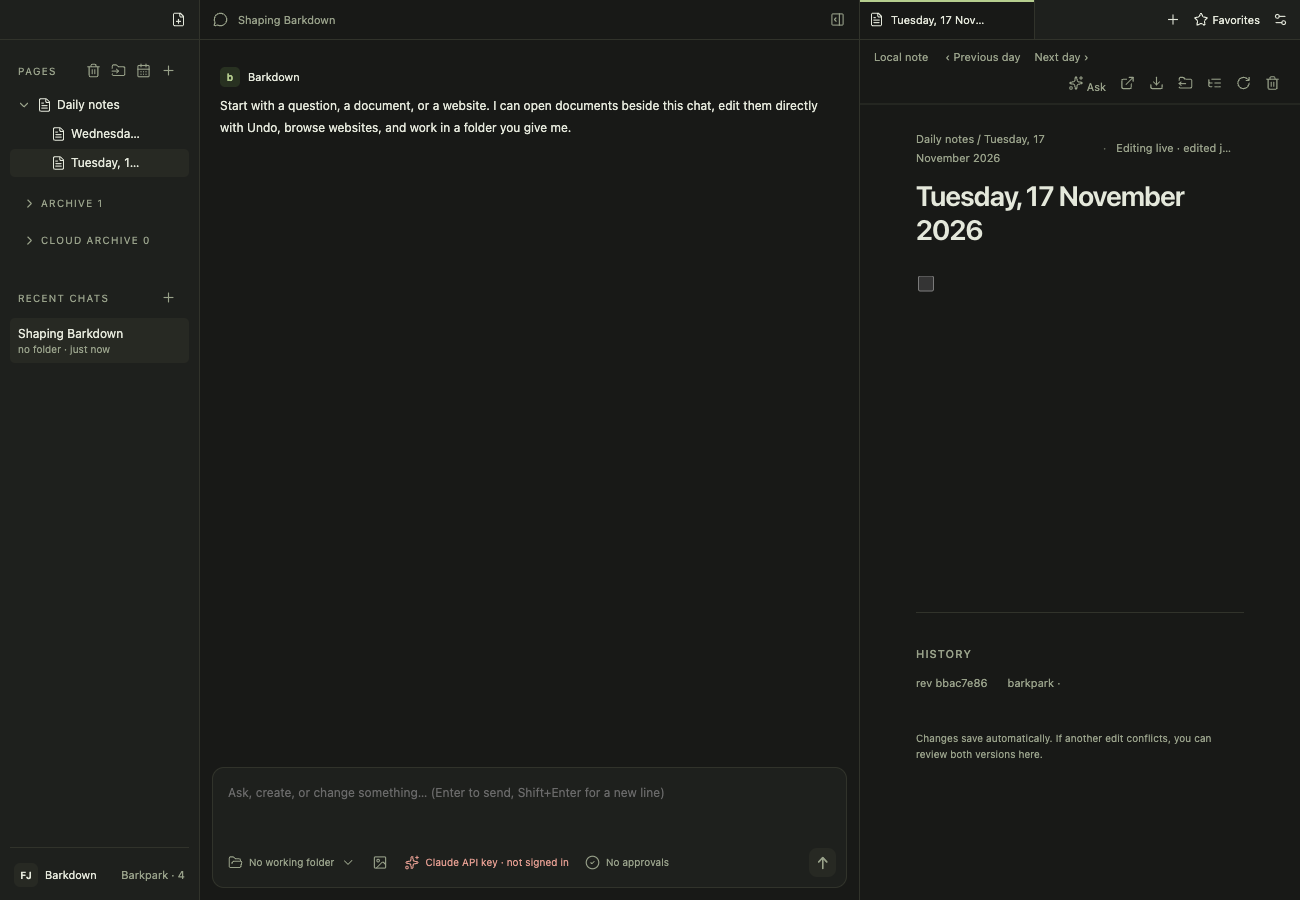 Shaping Barkdown
Tuesday, 17 Nov...
Favorites
PAGES
Daily notes
Wednesda...
Tuesday, 1...
ARCHIVE 1
CLOUD ARCHIVE 0
RECENT CHATS
Shaping Barkdown
no folder · just now
FJ Barkdown Barkpark · 4
b Barkdown
Start with a question, a document, or a website. I can open documents beside this chat, edit them directly
with Undo, browse websites, and work in a folder you give me.
Ask, create, or change something... (Enter to send, Shift+Enter for a new line)
No working folder
Claude API key · not signed in
No approvals
Local note ‹ Previous day Next day ›
Ask
Daily notes / Tuesday, 17
November 2026
· Editing live · edited j...
Tuesday, 17 November
2026
HISTORY
rev bbac7e86 barkpark ·
Changes save automatically. If another edit conflicts, you can
review both versions here.